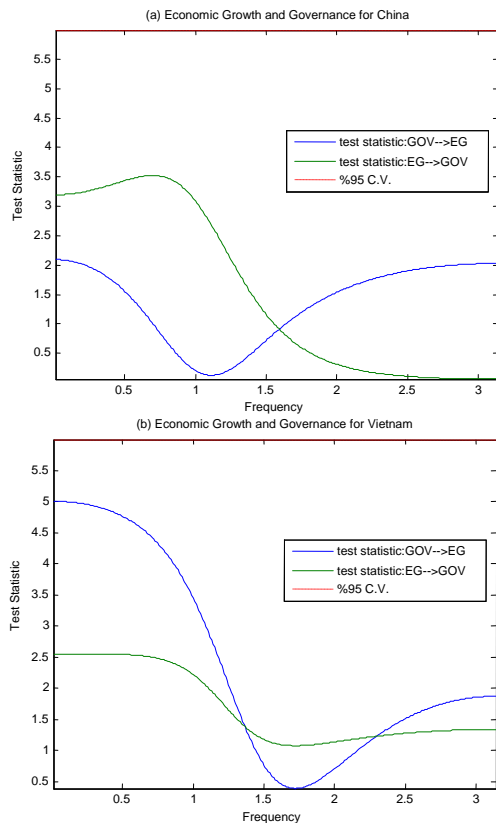 (a) Economic Growth and Governance for China
5.5
5
4.5
4
3.5
3
2.5
2
1.5
1
0.5
Test Statistic
test statistic:GOV-->EG
test statistic:EG-->GOV
%95 C.V.
0.5 1 1.5 2 2.5 3
Frequency
(b) Economic Growth and Governance for Vietnam
5.5
5
4.5
4
3.5
3
2.5
2
1.5
1
0.5
Test Statistic
test statistic:GOV-->EG
test statistic:EG-->GOV
%95 C.V.
0.5 1 1.5 2 2.5 3
Frequency